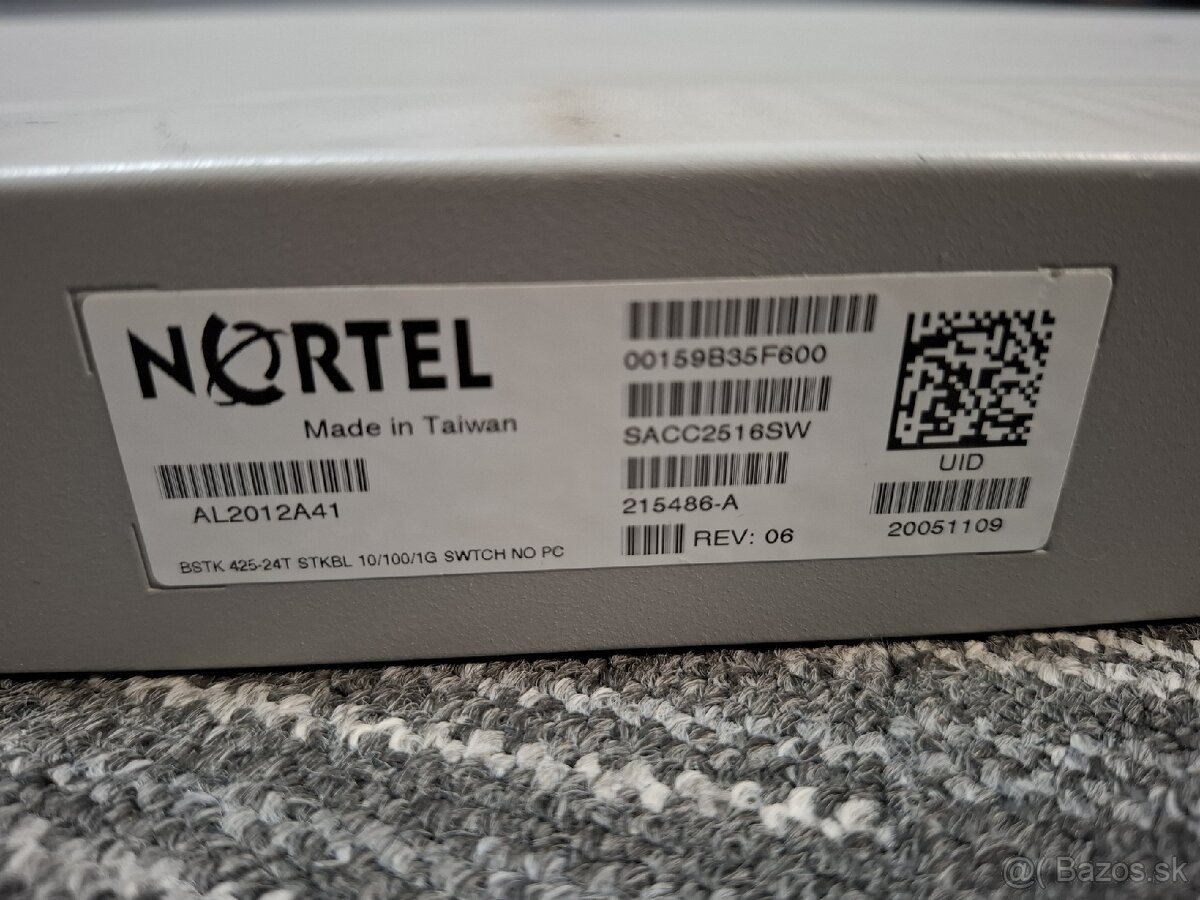 NORTEL
Made in Taiwan
AL2012A41
BSTK 425-24T STKBL 10/100/1G SWTCH NO PC
00159B35F600
SACC2516SW
215486-A
REV: 06
UID
20051109
@( Bazos.sk